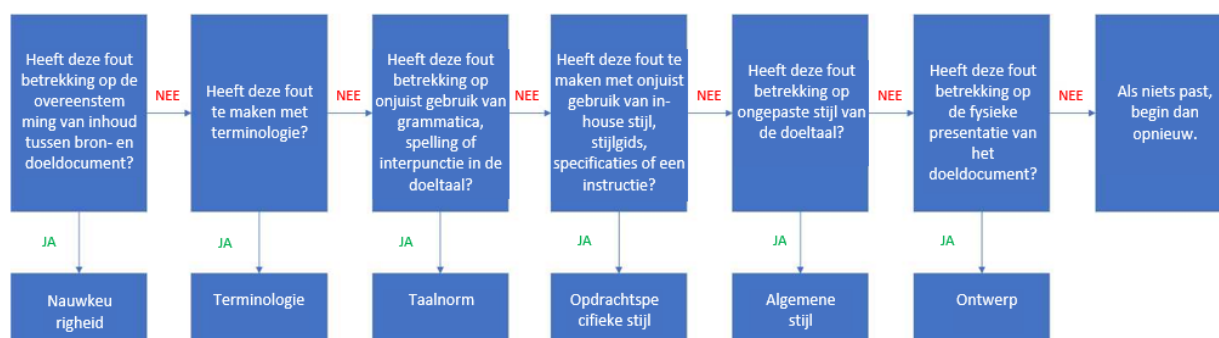 Heeft deze fout
betrekking op de
overeenstem
ming van inhoud
tussen bron- en
doeldocument?
NEE
Heeft deze fout
te maken met
terminologie?
NEE
Heeft deze fout
betrekking op
onjuist gebruik van
grammatica,
spelling of
interpunctie in de
doeltaal?
NEE
Heeft deze fout te
maken met onjuist
gebruik van in-
house stijl,
stijlgids,
specificaties of een
instructie?
NEE
Heeft deze fout
betrekking op
ongepaste stijl van
de doeltaal?
NEE
Heeft deze fout
betrekking op
de fysieke
presentatie van
het
doeldocument?
NEE
Als niets past,
begin dan
opnieuw.
JA
JA
JA
JA
JA
JA
Nauwkeu
righeid
Terminologie
Taalnorm
Opdrachtspe
cifieke stijl
Algemene
stijl
Ontwerp